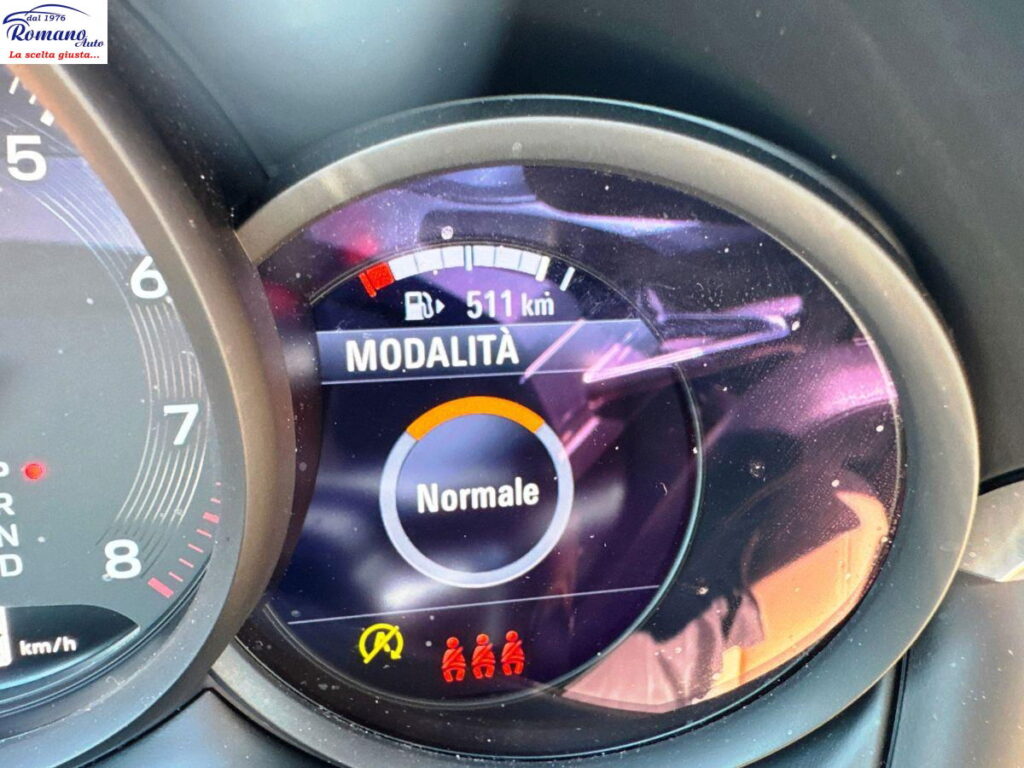 dal 1976
Romano
Auto
La scelta giusta...
5
6
7
8
P
R
N
D
km/h
511 km
MODALITÀ
Normale
A